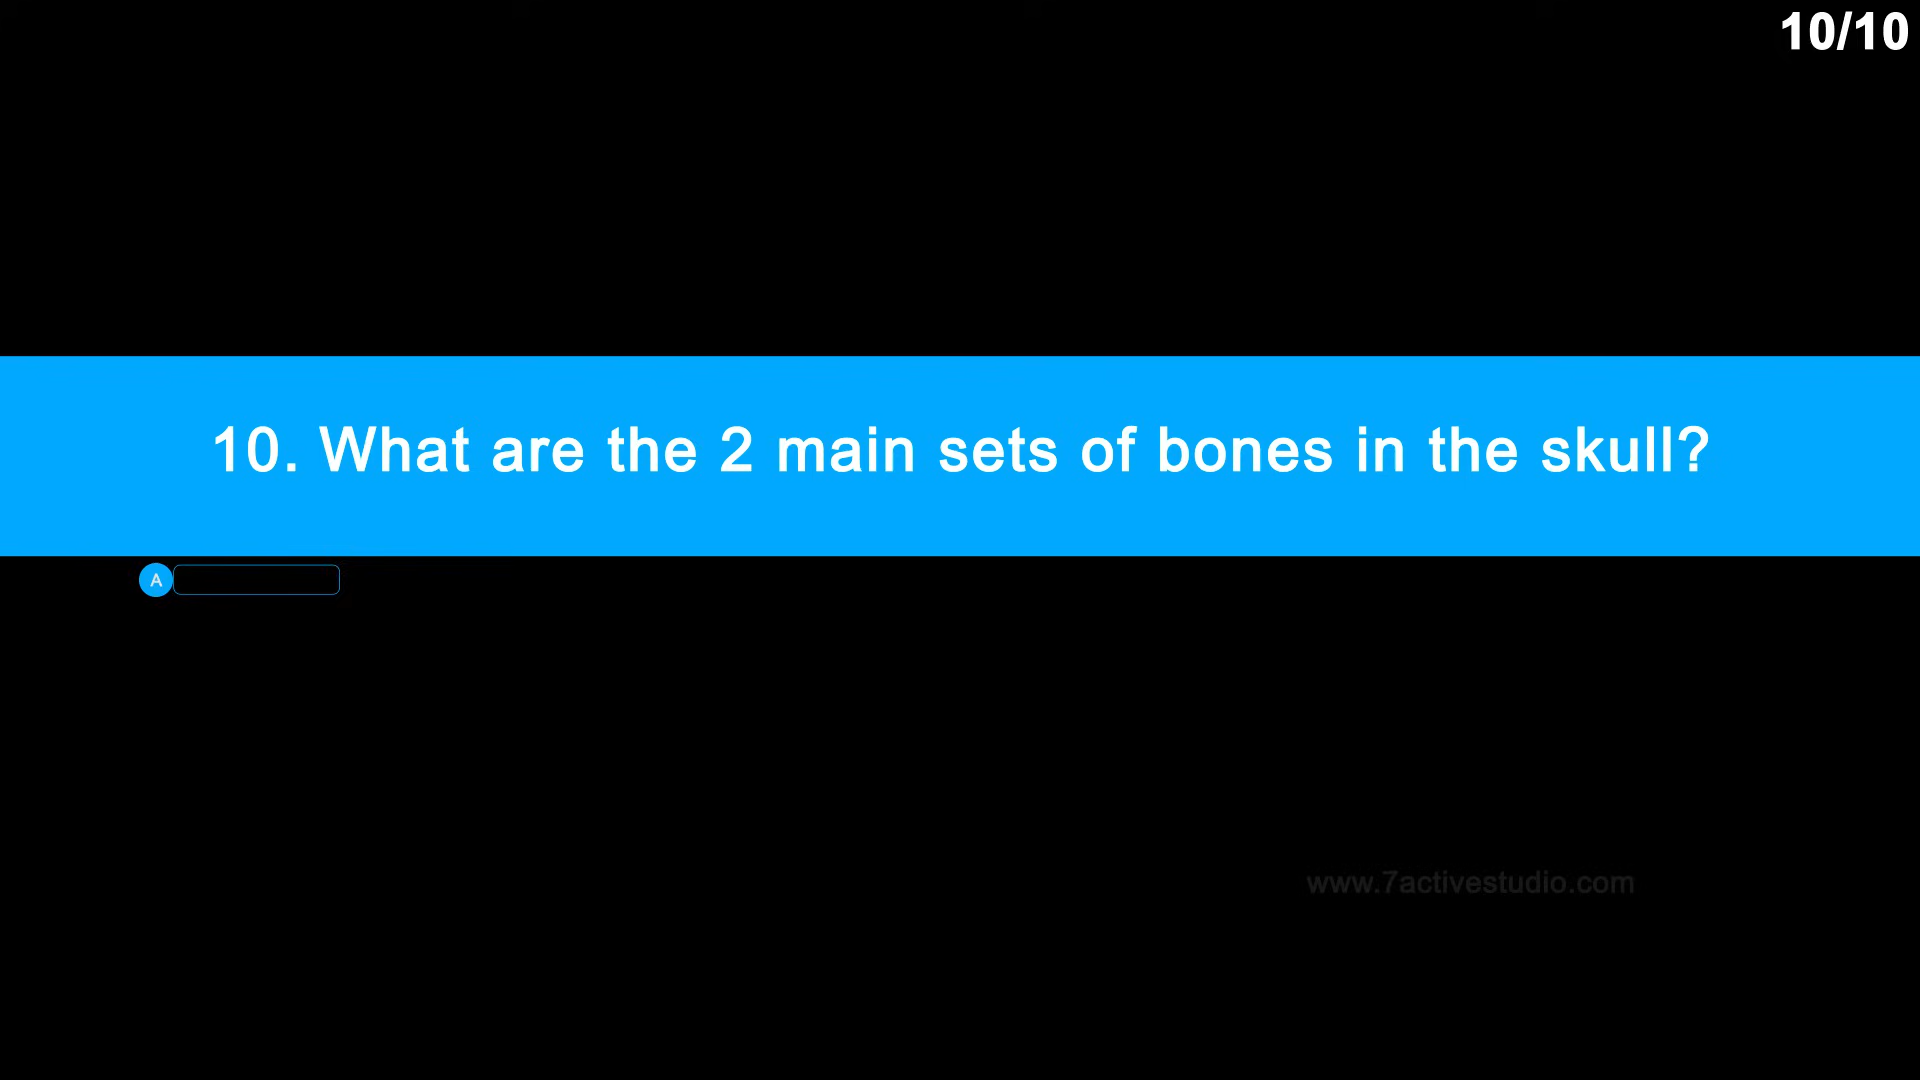 10/10
10. What are the 2 main sets of bones in the skull?
A
www.7activestudio.com